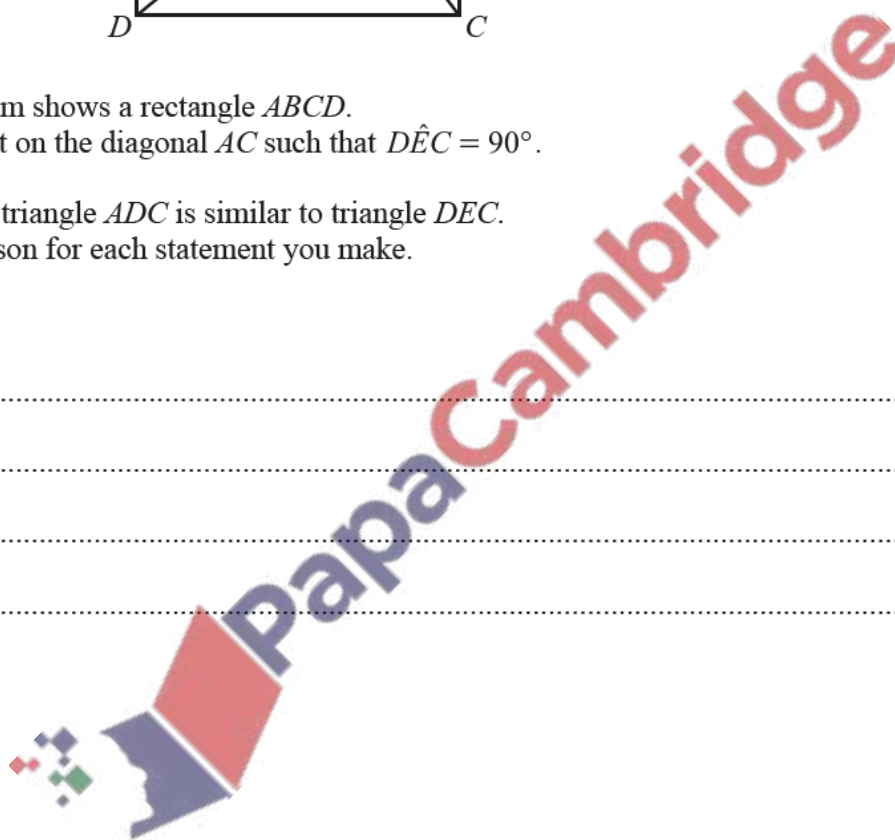 D C
m shows a rectangle ABCD.
t on the diagonal AC such that DÊC = 90°.
triangle ADC is similar to triangle DEC.
son for each statement you make.
PapaCambridge